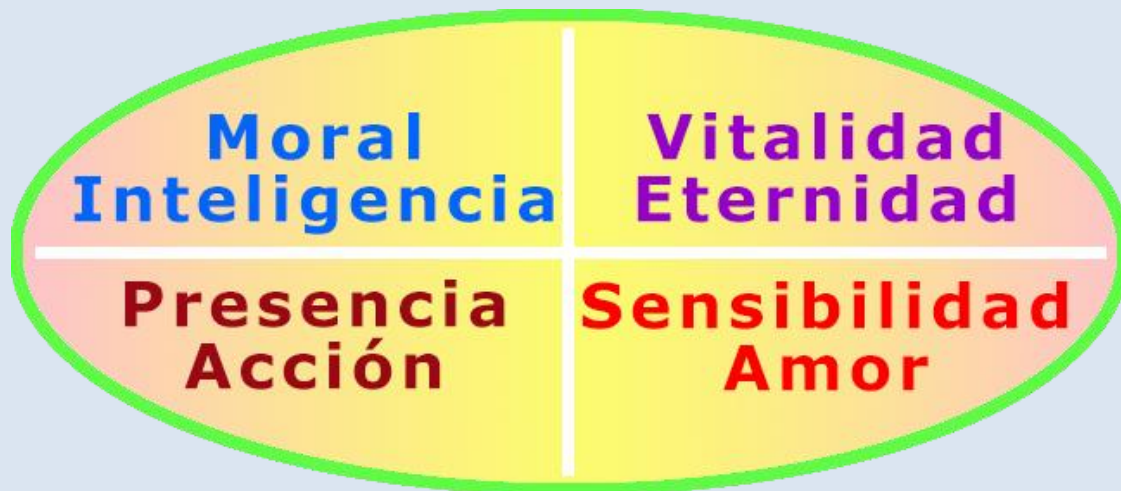 Moral
Inteligencia
Vitalidad
Eternidad
Presencia
Acción
Sensibilidad
Amor